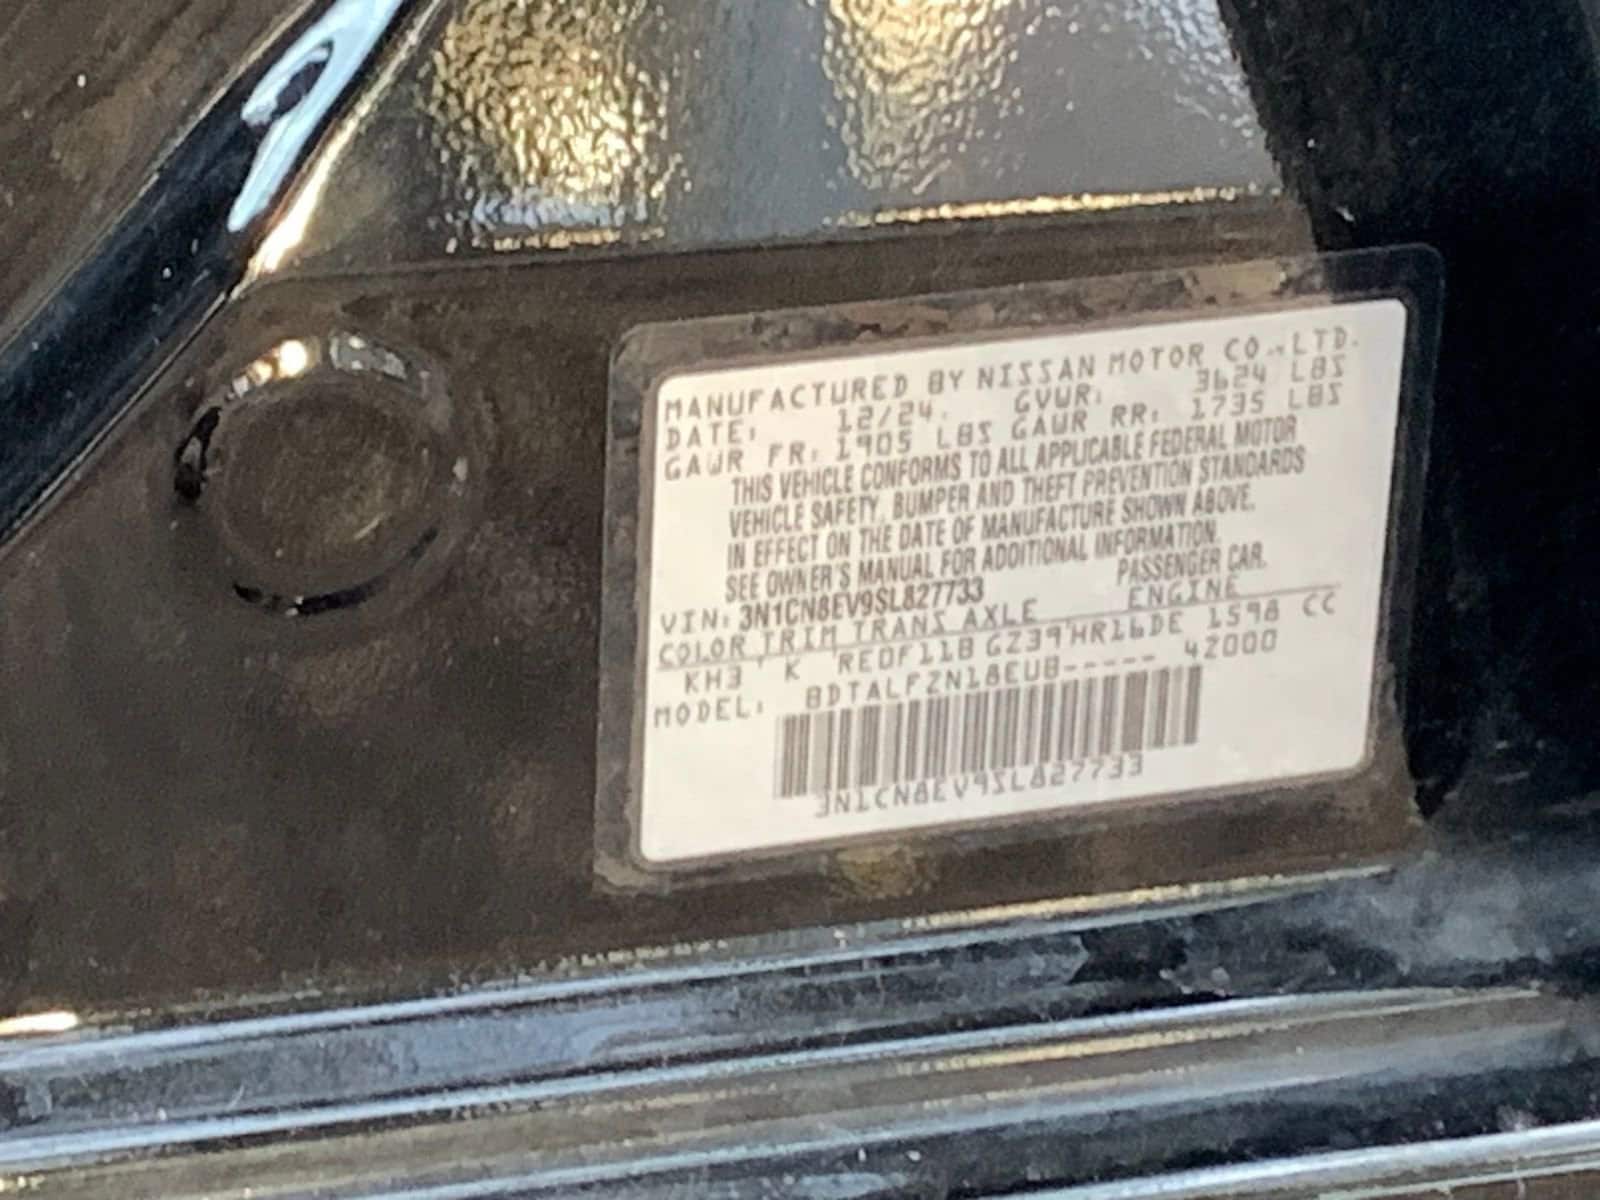 MANUFACTURED BY NISSAN MOTOR CO.,LTD.
DATE: 12/24. GVWR: 3624 LBS
GAWR FR: 1905 LBS GAWR RR: 1735 LBS
THIS VEHICLE CONFORMS TO ALL APPLICABLE FEDERAL MOTOR
VEHICLE SAFETY, BUMPER AND THEFT PREVENTION STANDARDS
IN EFFECT ON THE DATE OF MANUFACTURE SHOWN ABOVE.
SEE OWNER'S MANUAL FOR ADDITIONAL INFORMATION.
VIN: 3N1CN8EV9SL827733 PASSENGER CAR.
COLOR TRIM TRANS AXLE ENGINE
KH3 K RE0F11B GZ39 HR16DE 1598 CC
MODEL: BDTALFZN18EUB----- 42000
3N1CN8EV9SL827733